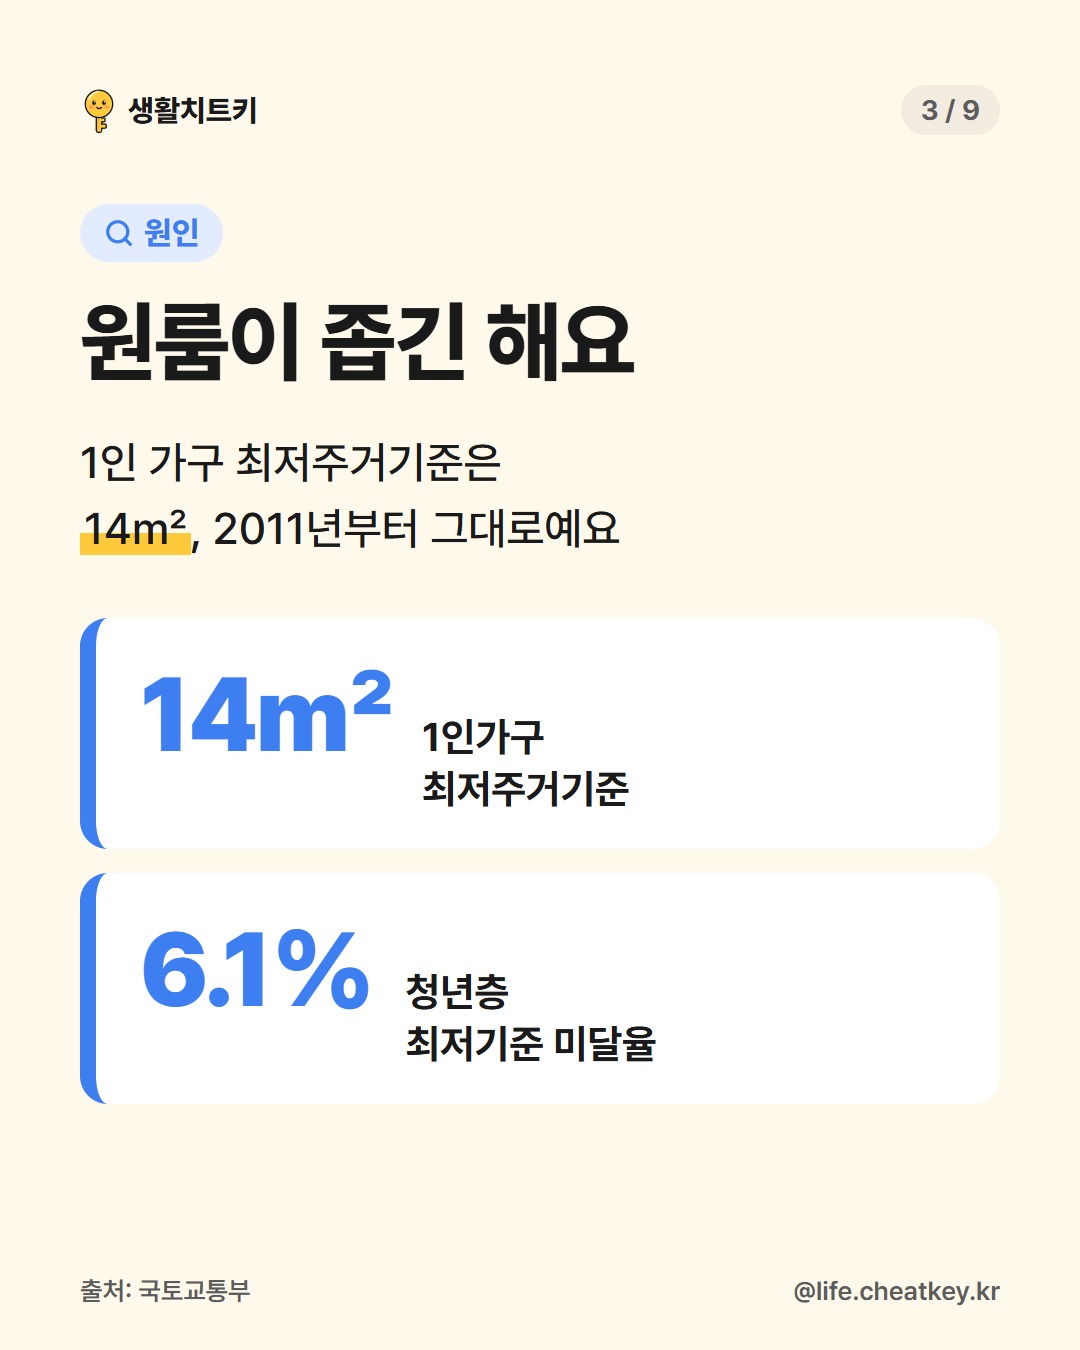 생활치트키
3 / 9
원인
원룸이 좁긴 해요
1인 가구 최저주거기준은
14m², 2011년부터 그대로예요
14m²
1인가구
최저주거기준
6.1%
청년층
최저기준 미달율
출처: 국토교통부
@life.cheatkey.kr